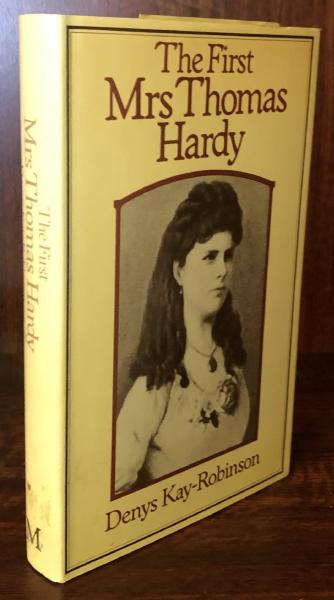 The First
Mrs Thomas
Hardy
Denys Kay-Robinson
The First
Mrs Thomas Hardy
M